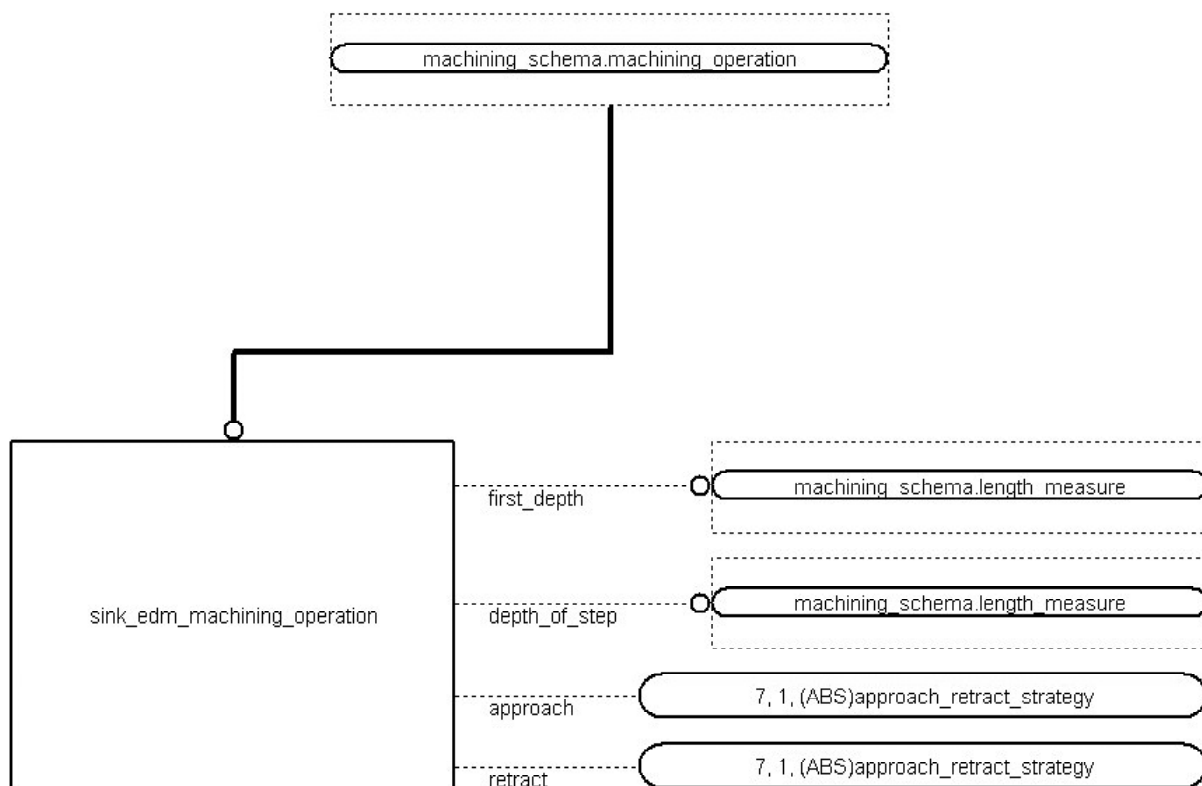 machining_schema.machining_operation
first_depth
machining_schema.length_measure
sink_edm_machining_operation
depth_of_step
machining_schema.length_measure
approach
7, 1, (ABS)approach_retract_strategy
retract
7, 1, (ABS)approach_retract_strategy